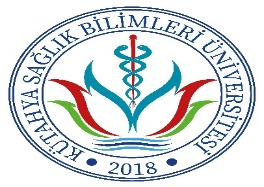 KÜTAHYA SAĞLIK BİLİMLERİ ÜNİVERSİTESİ
• 2018 •